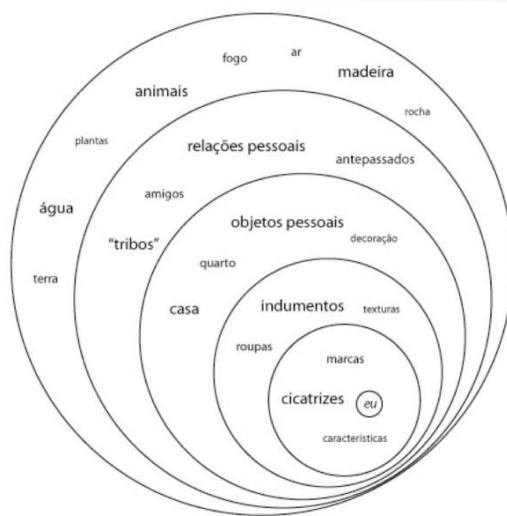 fogo
ar
animais
madeira
rocha
plantas
relações pessoais
antepassados
amigos
água
objetos pessoais
"tribos"
decoração
quarto
terra
casa
indumentos
texturas
roupas
marcas
cicatrizes
eu
características